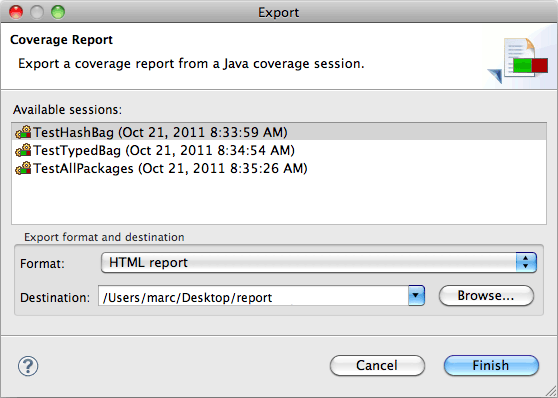 Export
Coverage Report
Export a coverage report from a Java coverage session.
Available sessions:
TestHashBag (Oct 21, 2011 8:33:59 AM)
TestTypedBag (Oct 21, 2011 8:34:54 AM)
TestAllPackages (Oct 21, 2011 8:35:26 AM)
Export format and destination
Format: HTML report
Destination: /Users/marc/Desktop/report Browse...
? Cancel Finish